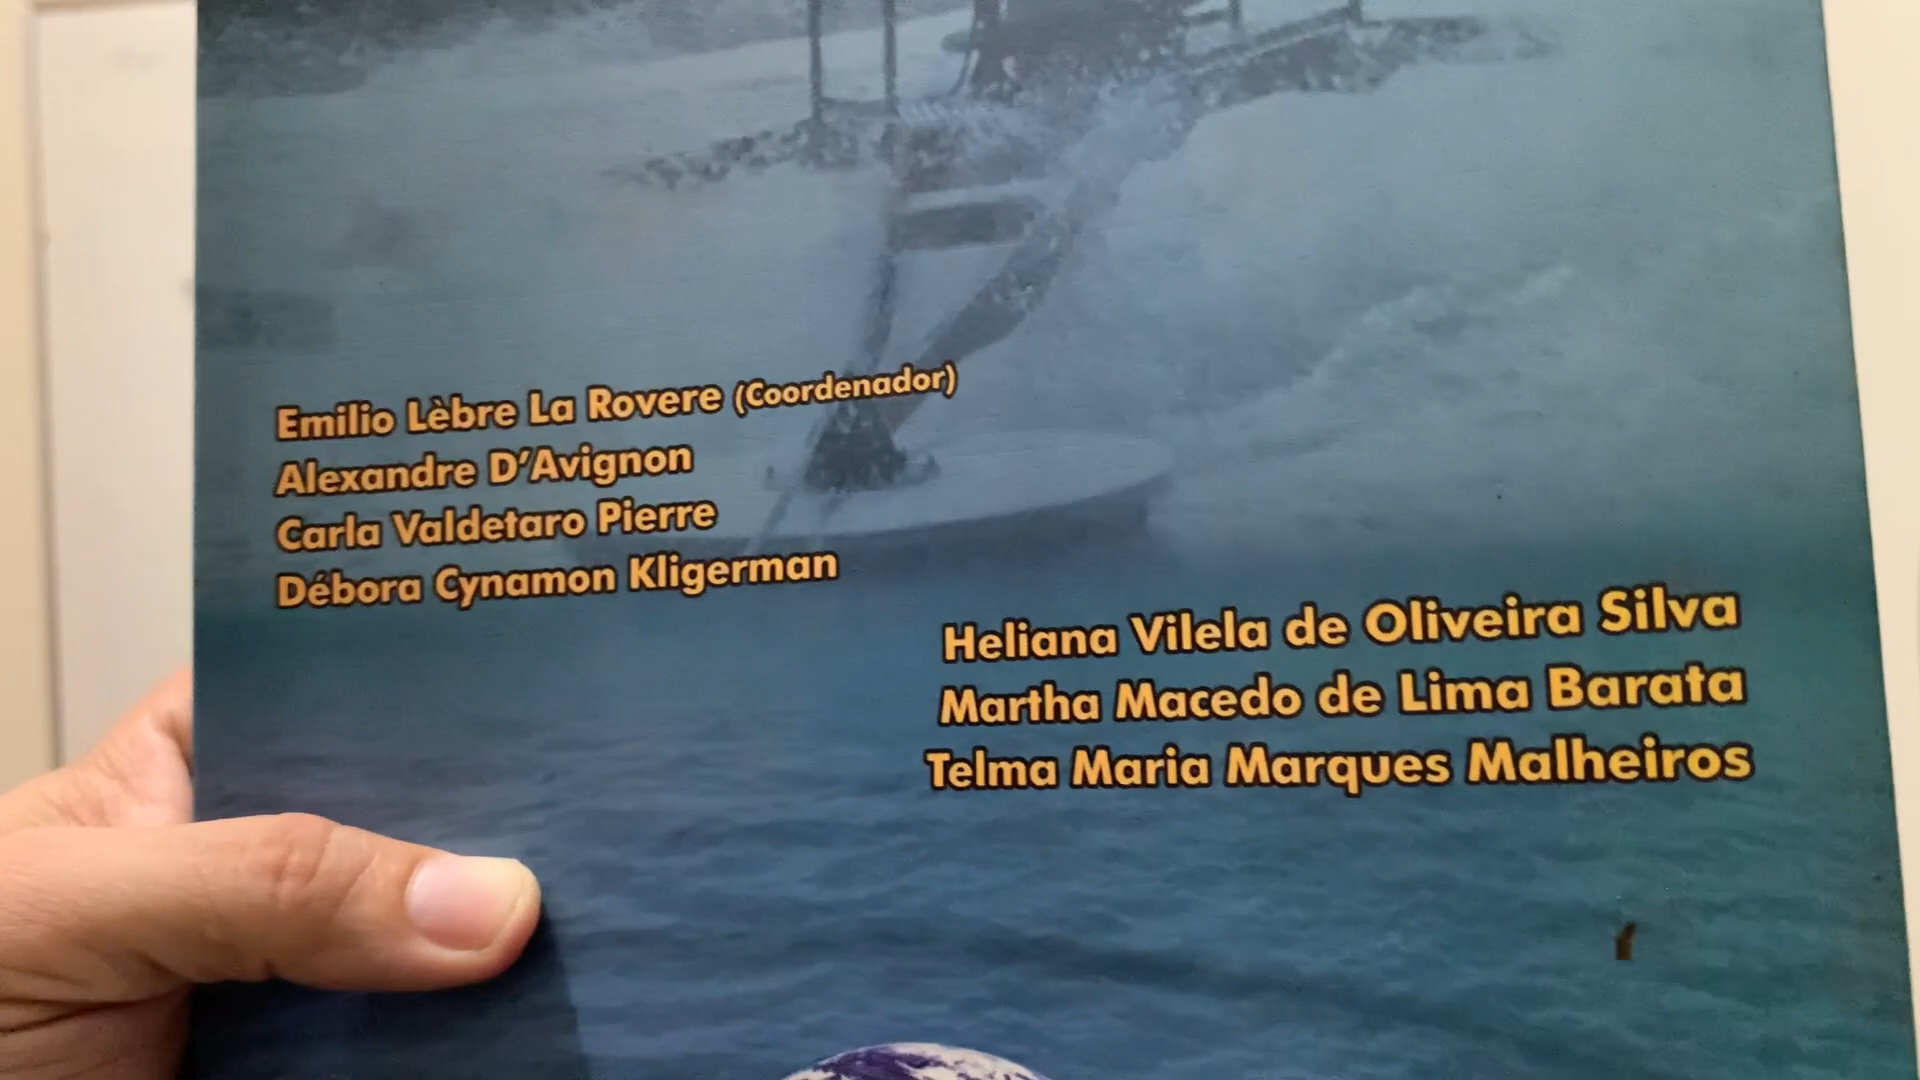 Emilio Lèbre La Rovere (Coordenador)
Alexandre D'Avignon
Carla Valdetaro Pierre
Débora Cynamon Kligerman
Heliana Vilela de Oliveira Silva
Martha Macedo de Lima Barata
Telma Maria Marques Malheiros